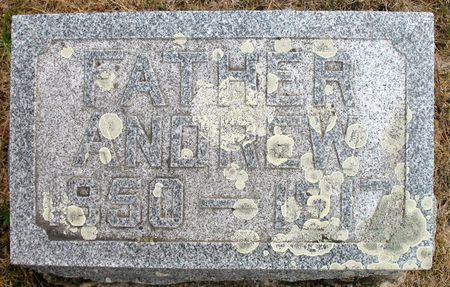 FATHER
ANDREW
1850 — 1917